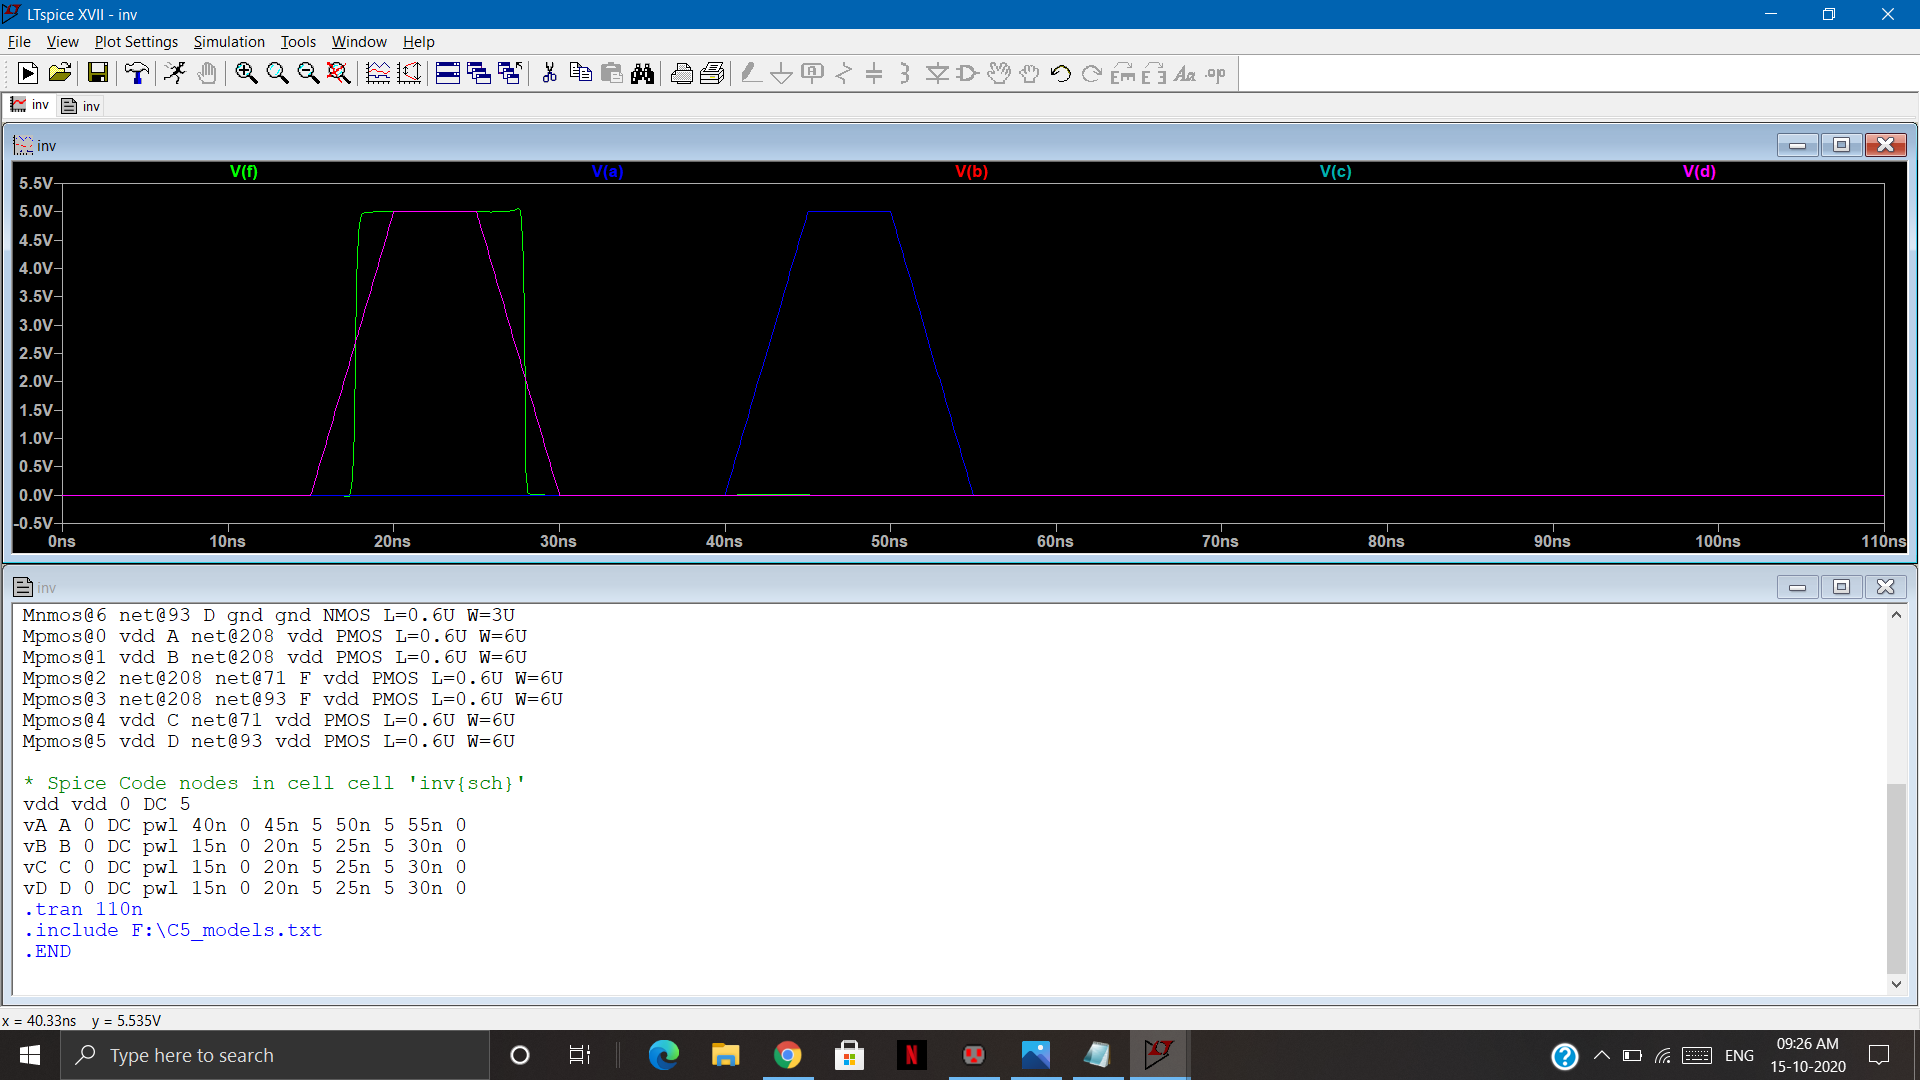 LTspice XVII - inv
File View Plot Settings Simulation Tools Window Help
.op
inv inv
inv
V(f) V(a) V(b) V(c) V(d)
5.5V
5.0V
4.5V
4.0V
3.5V
3.0V
2.5V
2.0V
1.5V
1.0V
0.5V
0.0V
-0.5V
0ns 10ns 20ns 30ns 40ns 50ns 60ns 70ns 80ns 90ns 100ns 110ns
inv
Mnmos@6 net@93 D gnd gnd NMOS L=0.6U W=3U
Mpmos@0 vdd A net@208 vdd PMOS L=0.6U W=6U
Mpmos@1 vdd B net@208 vdd PMOS L=0.6U W=6U
Mpmos@2 net@208 net@71 F vdd PMOS L=0.6U W=6U
Mpmos@3 net@208 net@93 F vdd PMOS L=0.6U W=6U
Mpmos@4 vdd C net@71 vdd PMOS L=0.6U W=6U
Mpmos@5 vdd D net@93 vdd PMOS L=0.6U W=6U
* Spice Code nodes in cell cell 'inv{sch}'
vdd vdd 0 DC 5
vA A 0 DC pwl 40n 0 45n 5 50n 5 55n 0
vB B 0 DC pwl 15n 0 20n 5 25n 5 30n 0
vC C 0 DC pwl 15n 0 20n 5 25n 5 30n 0
vD D 0 DC pwl 15n 0 20n 5 25n 5 30n 0
.tran 110n
.include F:\C5_models.txt
.END
x = 40.33ns y = 5.535V
Type here to search
ENG
09:26 AM
15-10-2020